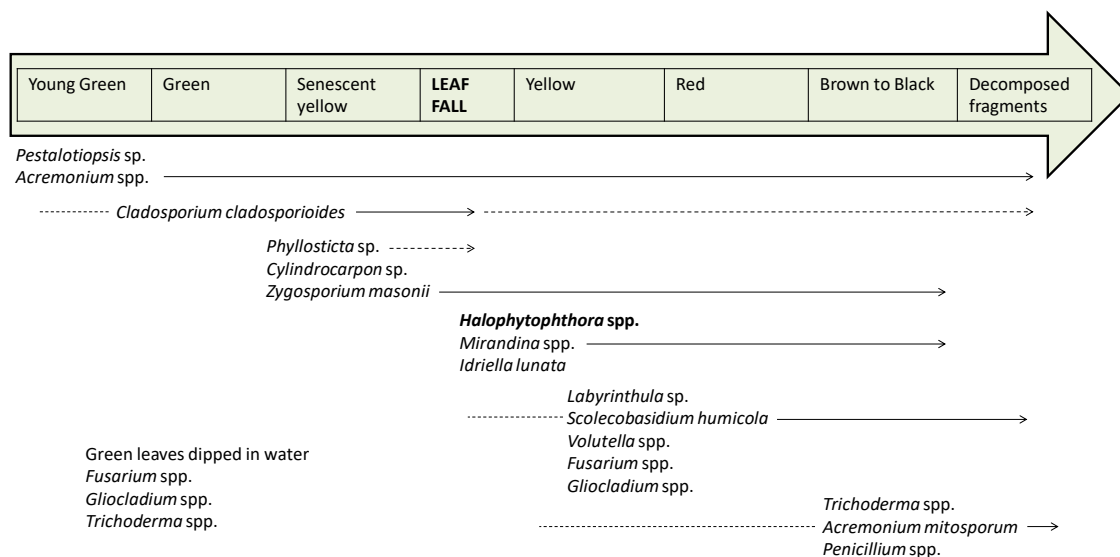 Young Green
Green
Senescent
yellow
LEAF
FALL
Yellow
Red
Brown to Black
Decomposed
fragments
Pestalotiopsis sp.
Acremonium spp.
Cladosporium cladosporioides
Phyllosticta sp.
Cylindrocarpon sp.
Zygosporium masonii
Halophytophthora spp.
Mirandina spp.
Idriella lunata
Labyrinthula sp.
Scolecobasidium humicola
Volutella spp.
Fusarium spp.
Gliocladium spp.
Green leaves dipped in water
Fusarium spp.
Gliocladium spp.
Trichoderma spp.
Trichoderma spp.
Acremonium mitosporum
Penicillium spp.